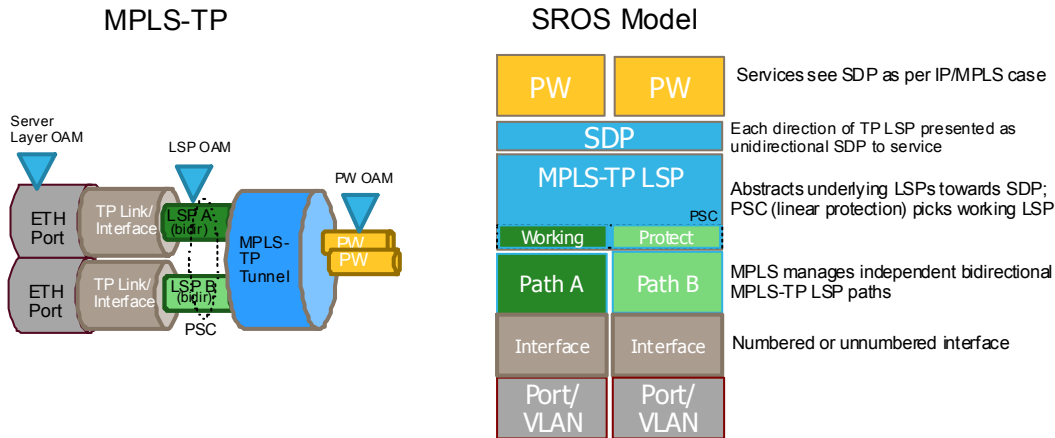 MPLS-TP
Server
Layer OAM
LSP OAM
PW OAM
ETH
Port
TP Link/
Interface
LSP A
(bidir)
MPLS-
TP
Tunnel
PW
PW
ETH
Port
TP Link/
Interface
LSP B
(bidir)
PSC
SROS Model
PW
PW
Services see SDP as per IP/MPLS case
SDP
Each direction of TP LSP presented as
unidirectional SDP to service
MPLS-TP LSP
PSC
Abstracts underlying LSPs towards SDP;
PSC (linear protection) picks working LSP
Working
Protect
Path A
Path B
MPLS manages independent bidirectional
MPLS-TP LSP paths
Interface
Interface
Numbered or unnumbered interface
Port/
VLAN
Port/
VLAN